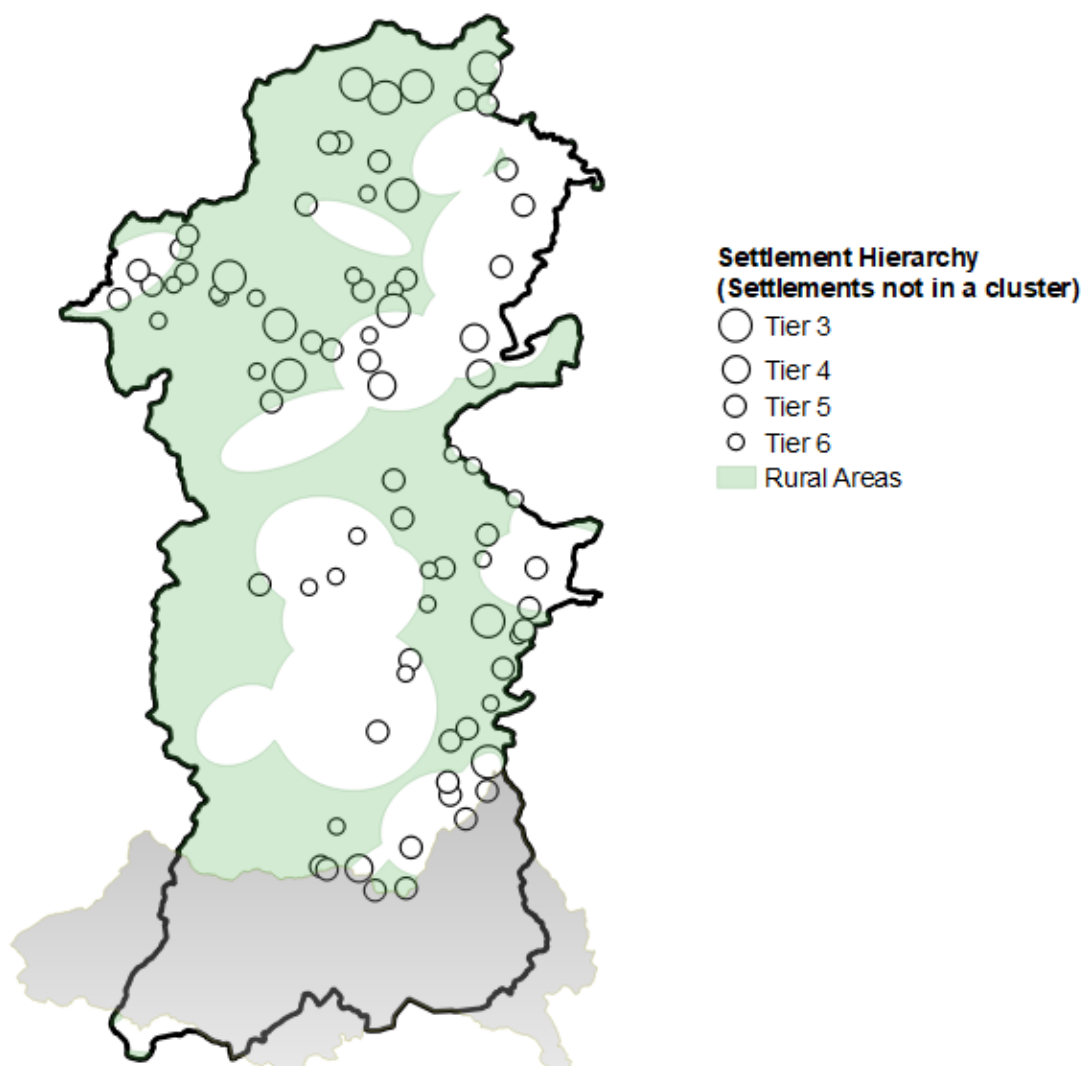 Settlement Hierarchy
(Settlements not in a cluster)
Tier 3
Tier 4
Tier 5
Tier 6
Rural Areas